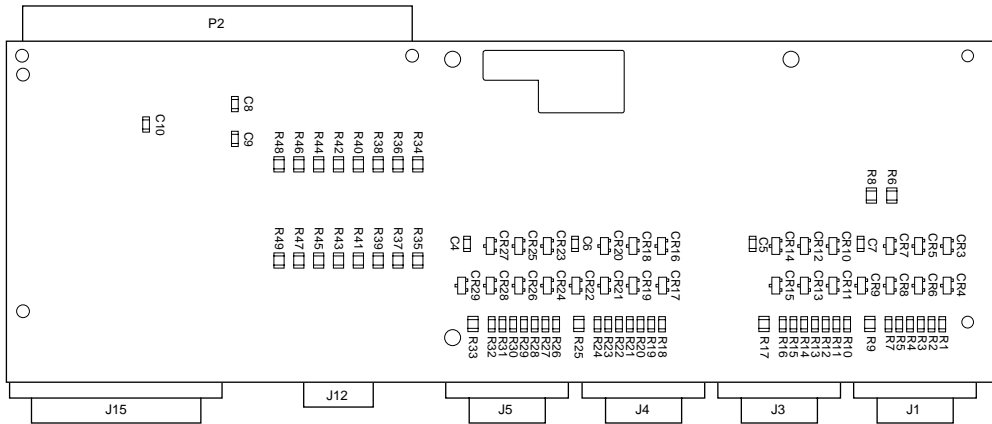 P2
C8
C10
C9
R48 R46 R44 R42 R40 R38 R36 R34
R8 R6
R49 R47 R45 R43 R41 R39 R37 R35
C4 CR27 CR25 CR23 C6 CR20 CR18 CR16 C5 CR14 CR12 CR10 C7 CR7 CR5 CR3
CR29 CR28 CR26 CR24 CR22 CR21 CR19 CR17 CR15 CR13 CR11 CR9 CR8 CR6 CR4
R33 R32 R31 R30 R29 R28 R27 R26 R25 R24 R23 R22 R21 R20 R19 R18 R17 R16 R15 R14 R13 R12 R11 R10 R9 R7 R5 R4 R3 R2 R1
J15 J12 J5 J4 J3 J1